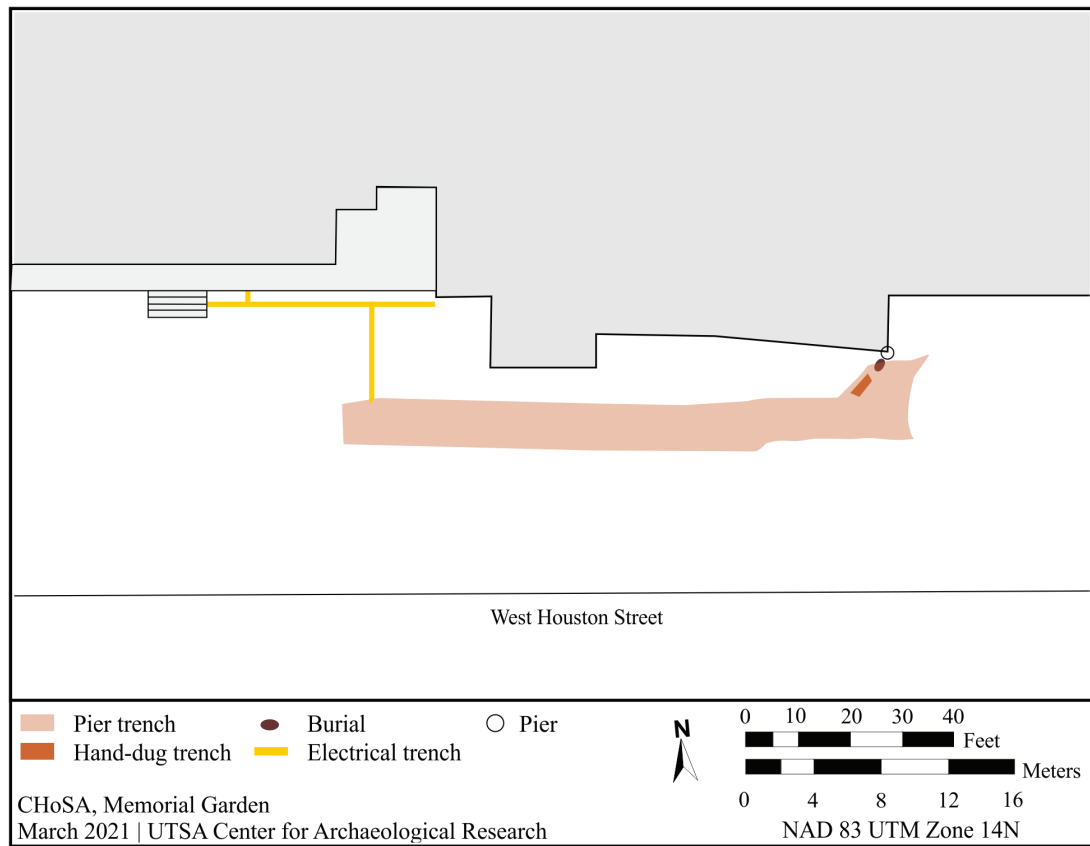 West Houston Street
Pier trench
Burial
Pier
Hand-dug trench
Electrical trench
N
0 10 20 30 40
Feet
Meters
0 4 8 12 16
CHoSA, Memorial Garden
March 2021 | UTSA Center for Archaeological Research
NAD 83 UTM Zone 14N